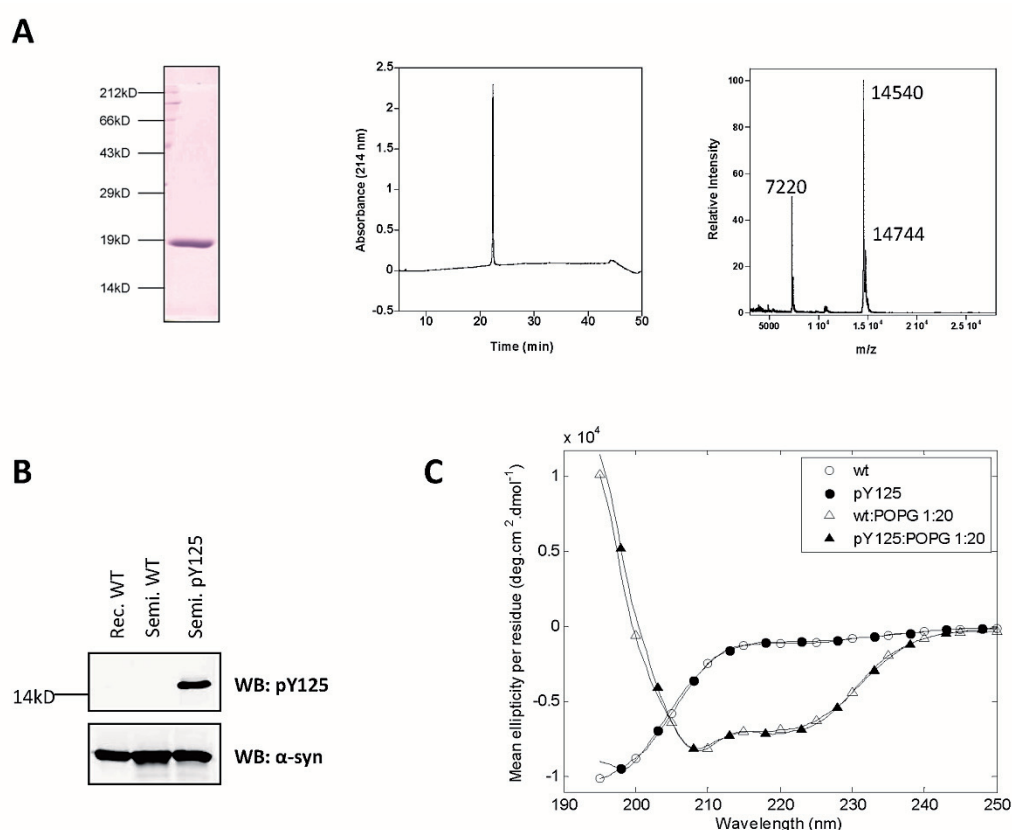 A
212kD
66kD
43kD
29kD
19kD
14kD
Absorbance (214 nm)
2.5
2
1.5
1
0.5
0
-0.5
10 20 30 40 50
Time (min)
Relative Intensity
100
80
60
40
20
0
14540
7220
14744
5000 1 10⁴ 1.5 10⁴ 2 10⁴ 2.5 10⁴
m/z
B
Rec. WT
Semi. WT
Semi. pY125
14kD
WB: pY125
WB: α-syn
C
x 10⁴
Mean ellipticity per residue (deg.cm².dmol⁻¹)
1
0.5
0
-0.5
-1
wt
pY125
wt:POPG 1:20
pY125:POPG 1:20
190 200 210 220 230 240 250
Wavelength (nm)